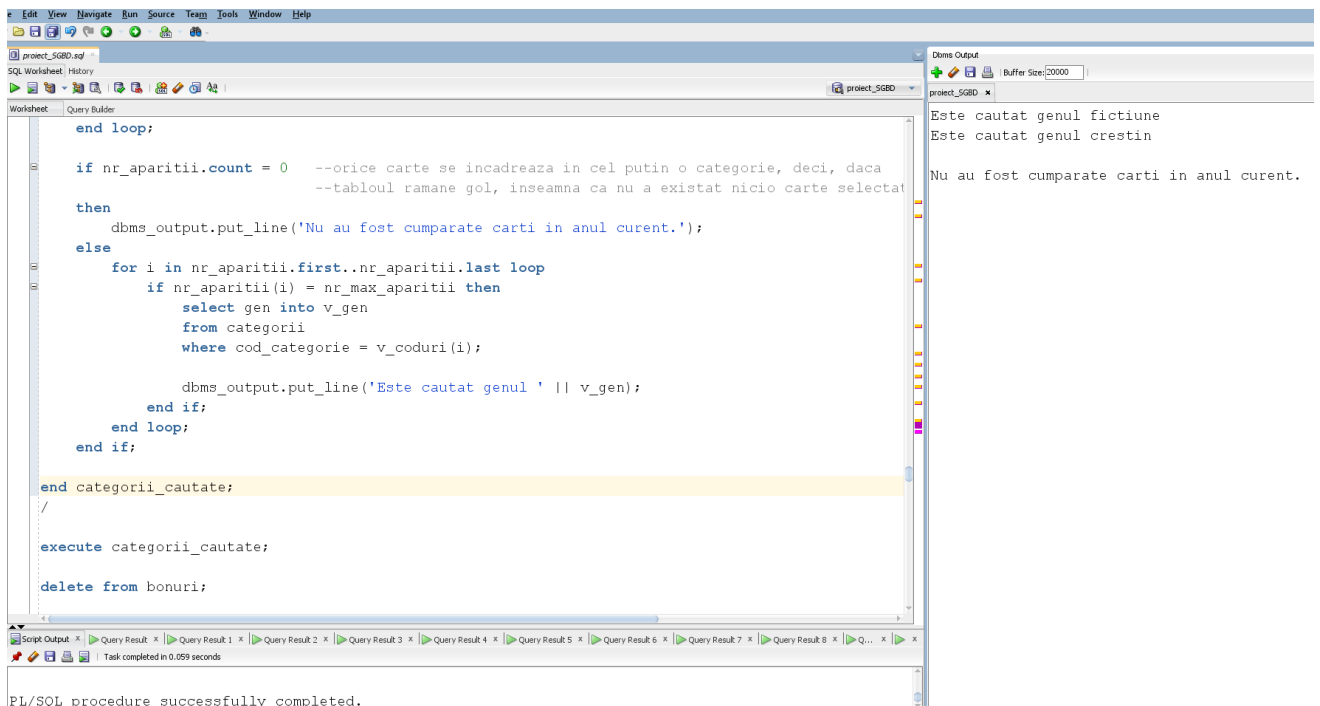 e Edit View Navigate Run Source Team Tools Window Help
proiect_SGBD.sql
SQL Worksheet History
proiect_SGBD
Worksheet Query Builder
end loop;
if nr_aparitii.count = 0 --orice carte se incadreaza in cel putin o categorie, deci, daca
--tabloul ramane gol, inseamna ca nu a existat nicio carte selectat
then
dbms_output.put_line('Nu au fost cumparate carti in anul curent.');
else
for i in nr_aparitii.first..nr_aparitii.last loop
if nr_aparitii(i) = nr_max_aparitii then
select gen into v_gen
from categorii
where cod_categorie = v_coduri(i);
dbms_output.put_line('Este cautat genul ' || v_gen);
end if;
end loop;
end if;
end categorii_cautate;
/
execute categorii_cautate;
delete from bonuri;
Script Output x Query Result x Query Result 1 x Query Result 2 x Query Result 3 x Query Result 4 x Query Result 5 x Query Result 6 x Query Result 7 x Query Result 8 x Q... x x
Task completed in 0.059 seconds
PL/SQL procedure successfully completed.
Dbms Output
Buffer Size: 20000
proiect_SGBD x
Este cautat genul fictiune
Este cautat genul crestin
Nu au fost cumparate carti in anul curent.